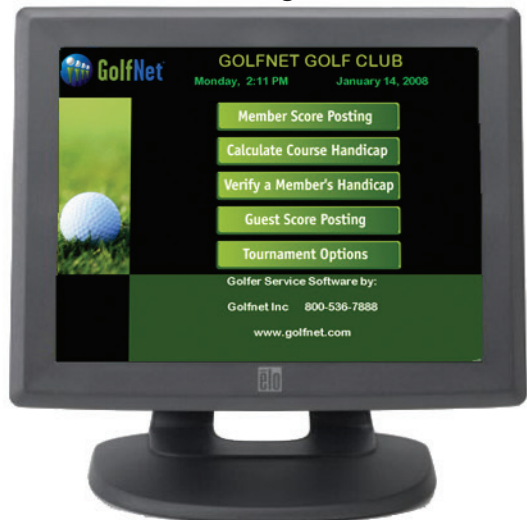 GolfNet
GOLFNET GOLF CLUB
Monday, 2:11 PM January 14, 2008
Member Score Posting
Calculate Course Handicap
Verify a Member's Handicap
Guest Score Posting
Tournament Options
Golfer Service Software by:
Golfnet Inc 800-536-7888
www.golfnet.com
elo